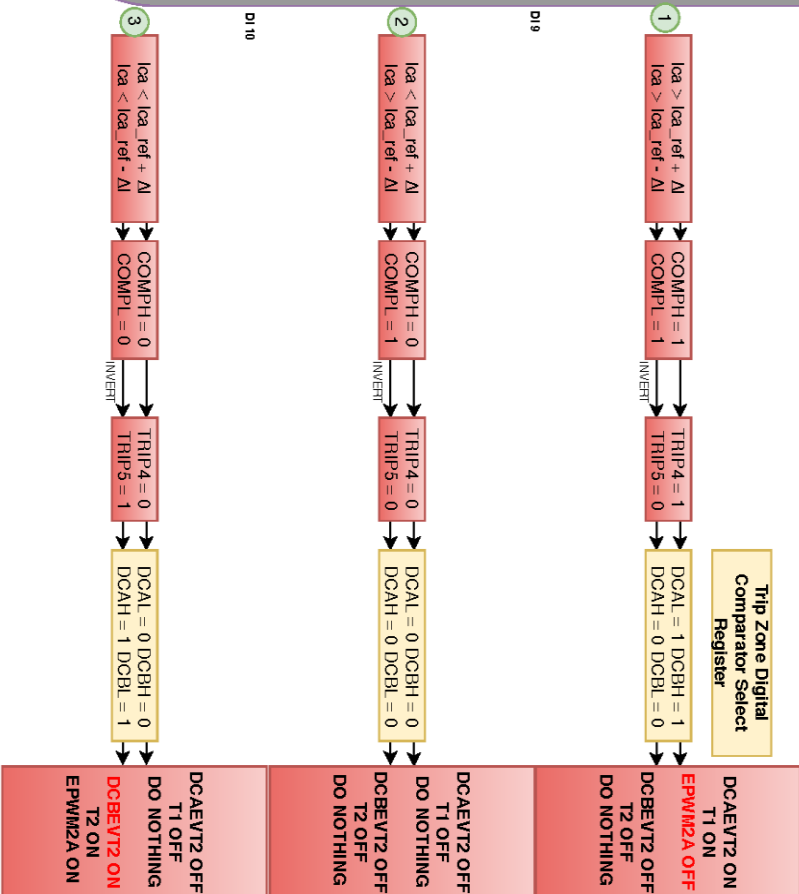 1
Ica > Ica_ref + ΔI
Ica > Ica_ref - ΔI
COMPH = 1
COMPL = 1
INVERT
TRIP4 = 1
TRIP5 = 0
Trip Zone Digital
Comparator Select
Register
DCAL = 1 DCBH = 1
DCAH = 0 DCBL = 0
DCAEVT2 ON
T1 ON
EPWM2A OFF
DCBEVT2 OFF
T2 OFF
DO NOTHING
DI 9
2
Ica < Ica_ref + ΔI
Ica > Ica_ref - ΔI
COMPH = 0
COMPL = 1
INVERT
TRIP4 = 0
TRIP5 = 0
DCAL = 0 DCBH = 0
DCAH = 0 DCBL = 0
DCAEVT2 OFF
T1 OFF
DO NOTHING
DCBEVT2 OFF
T2 OFF
DO NOTHING
DI 10
3
Ica < Ica_ref + ΔI
Ica < Ica_ref - ΔI
COMPH = 0
COMPL = 0
INVERT
TRIP4 = 0
TRIP5 = 1
DCAL = 0 DCBH = 0
DCAH = 1 DCBL = 1
DCAEVT2 OFF
T1 OFF
DO NOTHING
DCBEVT2 ON
T2 ON
EPWM2A ON